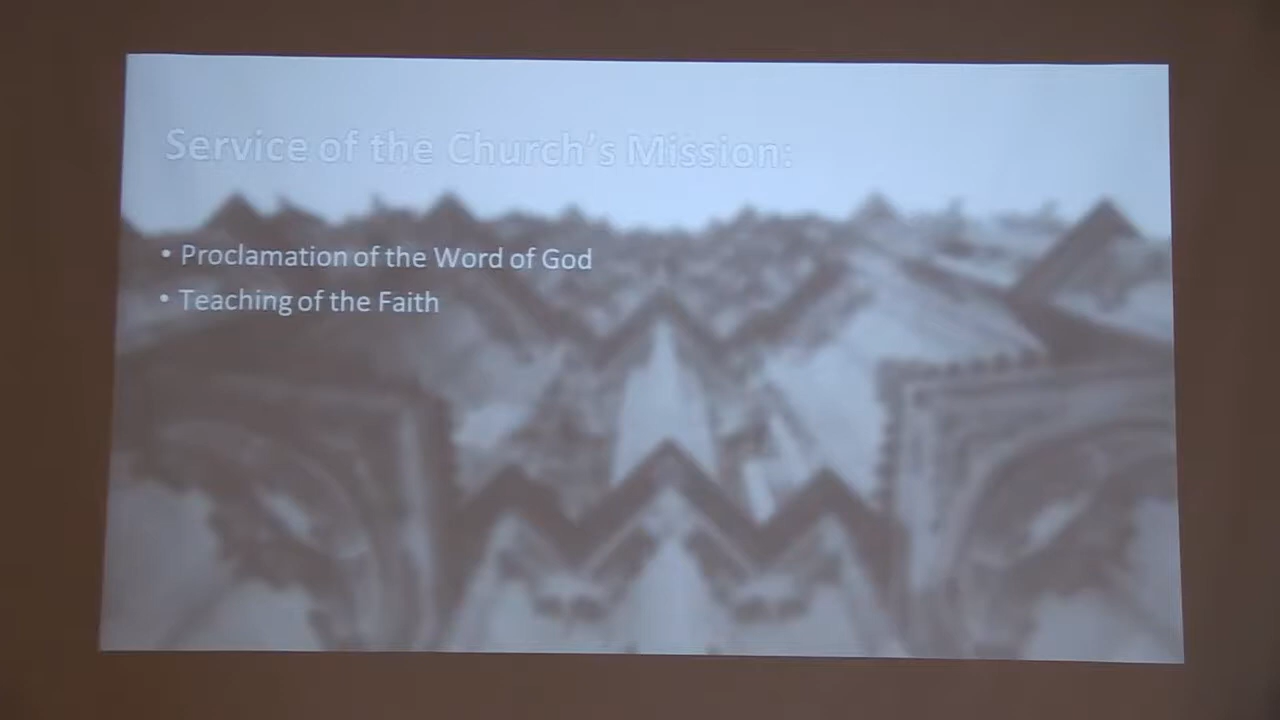 Service of the Church's Mission:
• Proclamation of the Word of God
• Teaching of the Faith